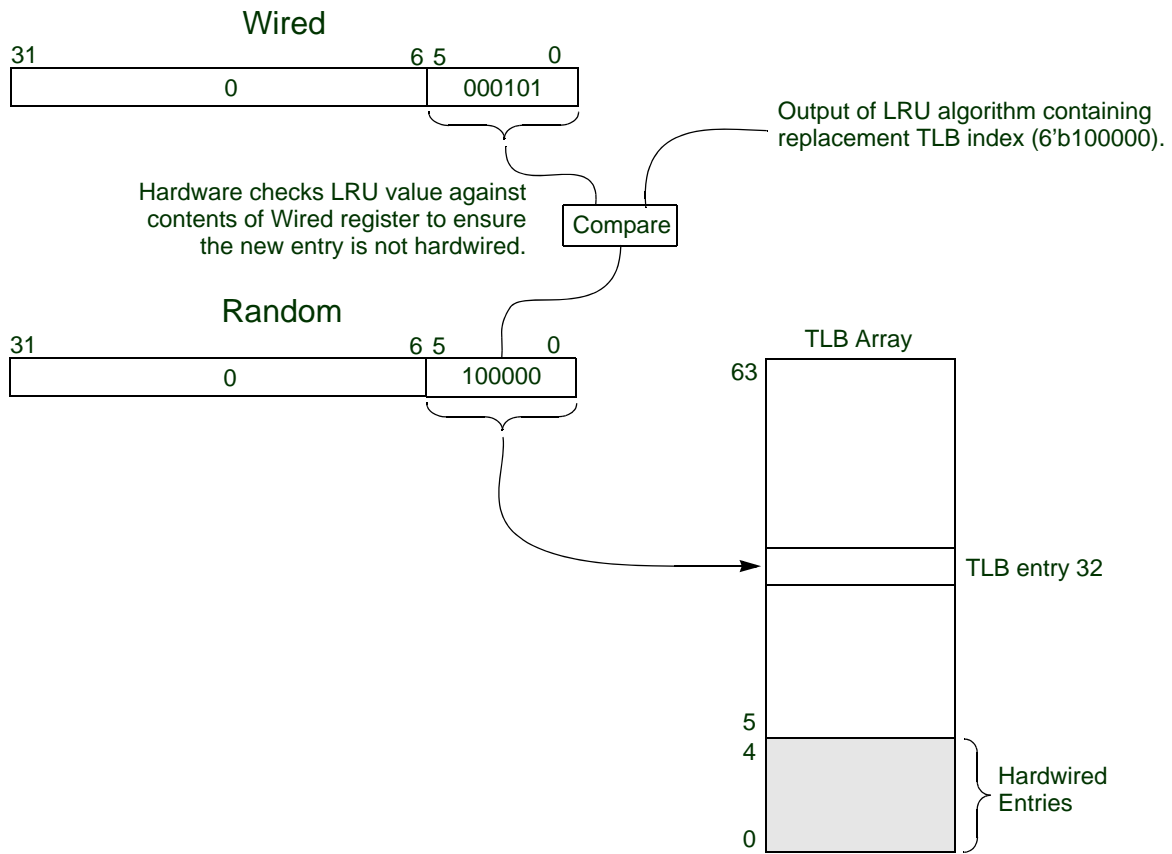 Wired
31 6 5 0
0 000101
Output of LRU algorithm containing
replacement TLB index (6’b100000).
Hardware checks LRU value against
contents of Wired register to ensure
the new entry is not hardwired.
Compare
Random
31 6 5 0
0 100000
TLB Array
63
TLB entry 32
5
4
Hardwired
Entries
0